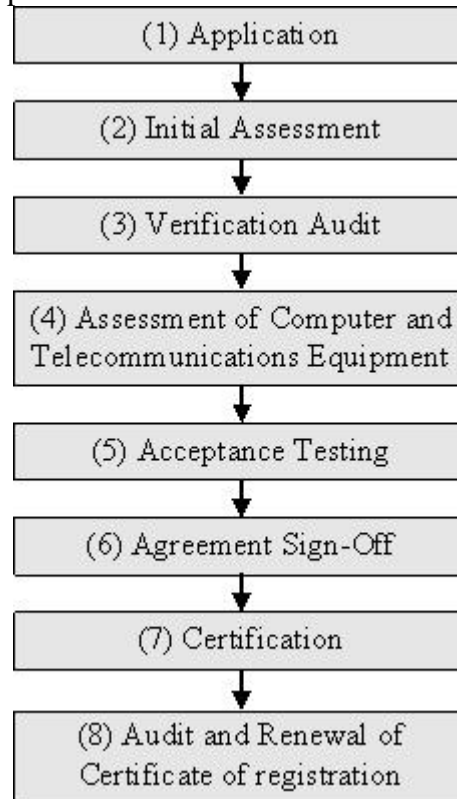 (1) Application
(2) Initial Assessment
(3) Verification Audit
(4) Assessment of Computer and
Telecommunications Equipment
(5) Acceptance Testing
(6) Agreement Sign-Off
(7) Certification
(8) Audit and Renewal of
Certificate of registration